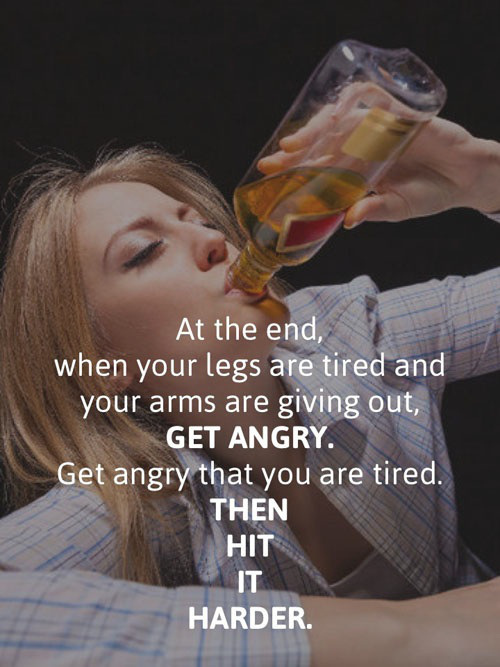 At the end,
when your legs are tired and
your arms are giving out,
GET ANGRY.
Get angry that you are tired.
THEN
HIT
IT
HARDER.